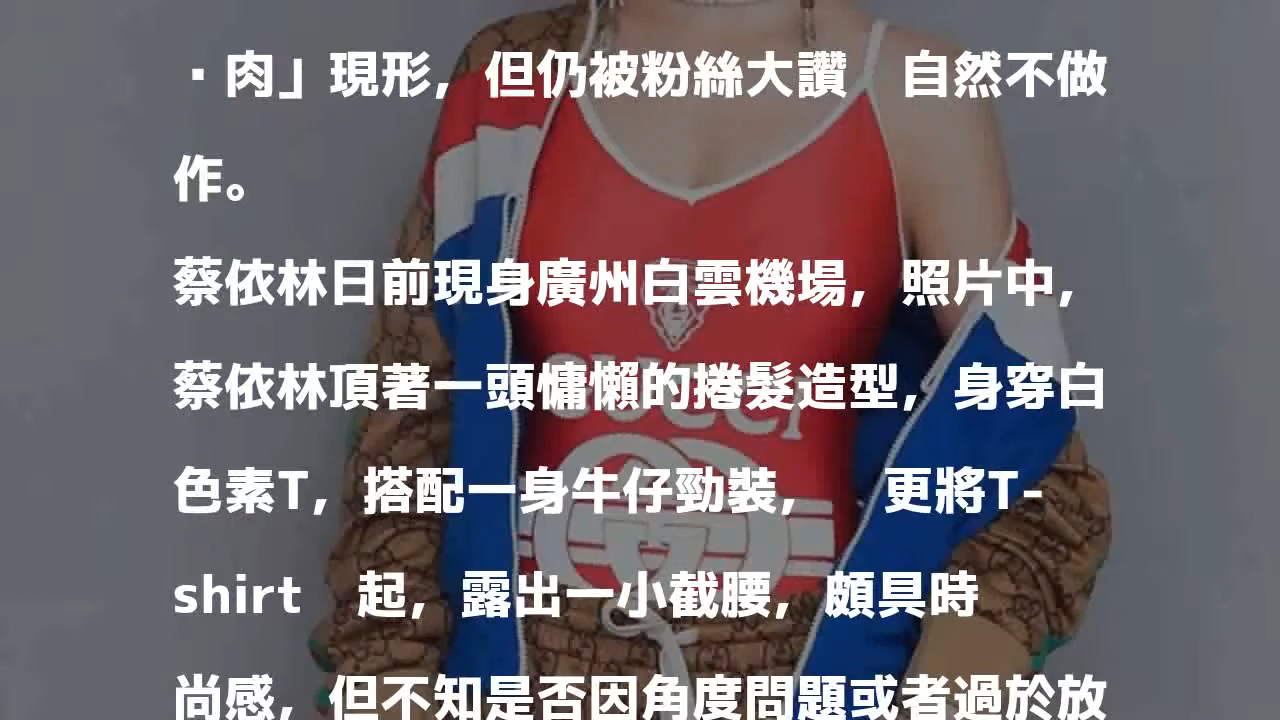 ·肉」現形，但仍被粉絲大讚　自然不做
作。
蔡依林日前現身廣州白雲機場，照片中，
蔡依林頂著一頭慵懶的捲髮造型，身穿白
GUCCI
色素T，搭配一身牛仔勁裝，　更將T-
shirt　起，露出一小截腰，頗具時
尚感，但不知是否因角度問題或者過於放